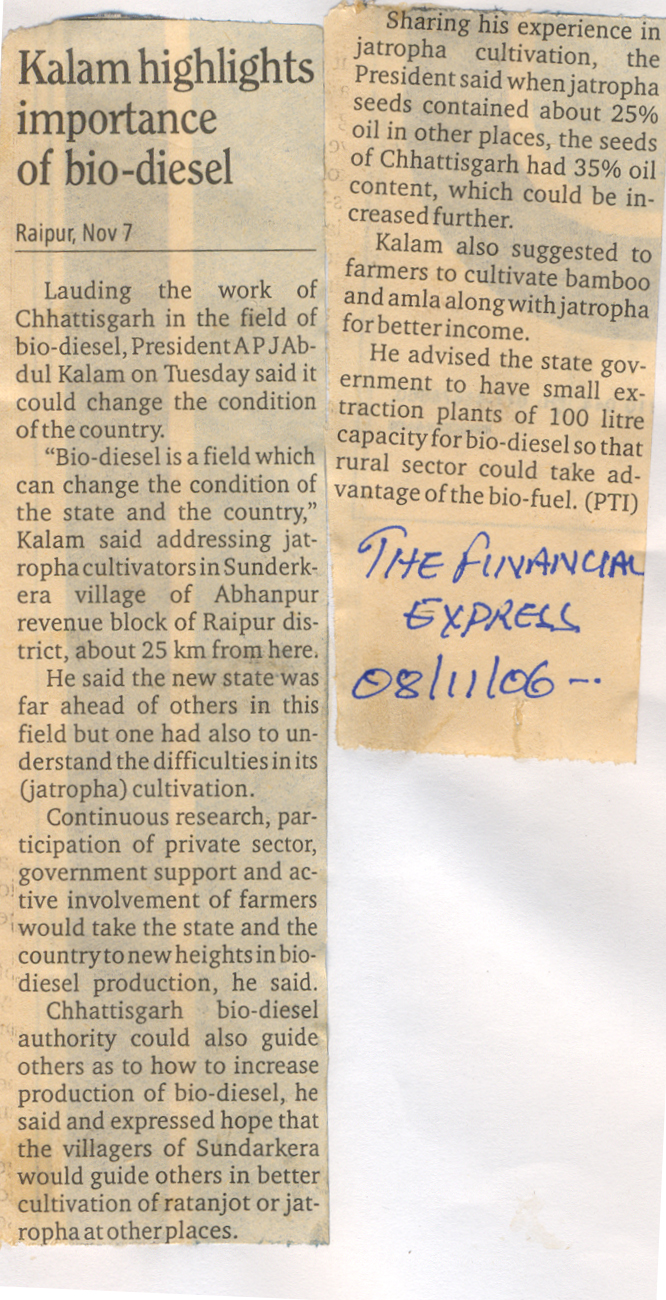 Kalam highlights
importance
of bio-diesel
Raipur, Nov 7
Lauding the work of
Chhattisgarh in the field of
bio-diesel, President A P J Ab-
dul Kalam on Tuesday said it
could change the condition
of the country.
“Bio-diesel is a field which
can change the condition of
the state and the country,”
Kalam said addressing jat-
ropha cultivators in Sunderk-
era village of Abhanpur
revenue block of Raipur dis-
trict, about 25 km from here.
He said the new state was
far ahead of others in this
field but one had also to un-
derstand the difficulties in its
(jatropha) cultivation.
Continuous research, par-
ticipation of private sector,
government support and ac-
tive involvement of farmers
would take the state and the
country to new heights in bio-
diesel production, he said.
Chhattisgarh bio-diesel
authority could also guide
others as to how to increase
production of bio-diesel, he
said and expressed hope that
the villagers of Sundarkera
would guide others in better
cultivation of ratanjot or jat-
ropha at other places.
Sharing his experience in
jatropha cultivation, the
President said when jatropha
seeds contained about 25%
oil in other places, the seeds
of Chhattisgarh had 35% oil
content, which could be in-
creased further.
Kalam also suggested to
farmers to cultivate bamboo
and amla along with jatropha
for better income.
He advised the state gov-
ernment to have small ex-
traction plants of 100 litre
capacity for bio-diesel so that
rural sector could take ad-
vantage of the bio-fuel. (PTI)
THE FINANCIAL
EXPRESS
08/11/06 -..